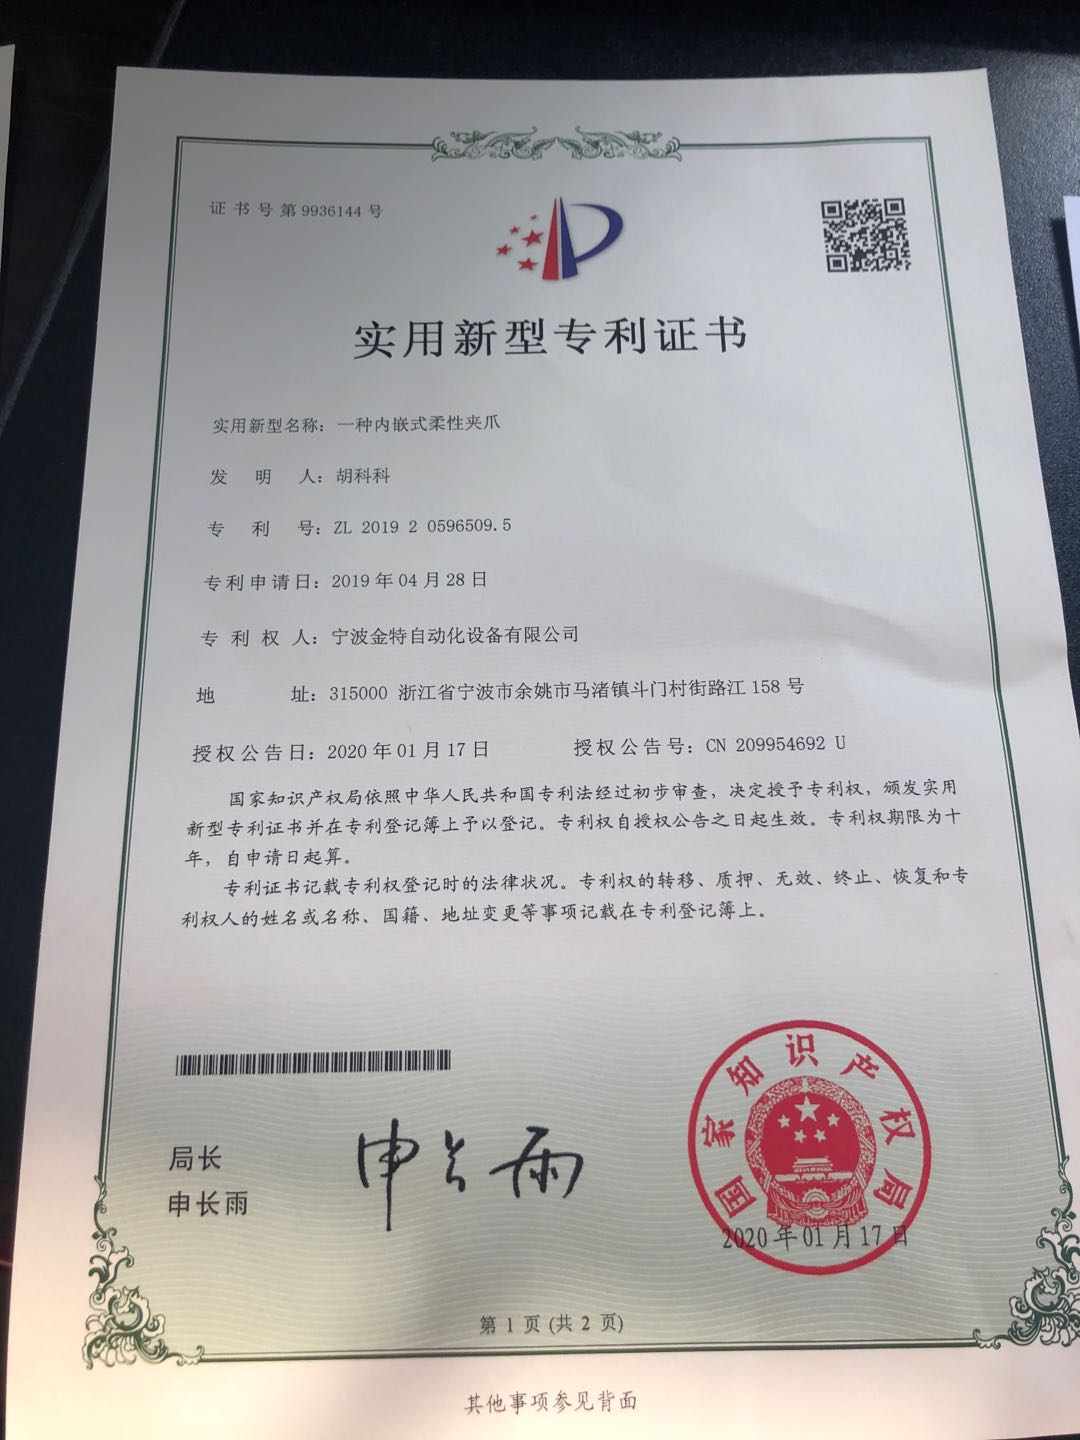 证书号第9936144号
实用新型专利证书
实用新型名称：一种内嵌式柔性夹爪
发明人：胡科科
专利号：ZL 2019 2 0596509.5
专利申请日：2019年04月28日
专利权人：宁波金特自动化设备有限公司
地址：315000 浙江省宁波市余姚市马渚镇斗门村街路江158号
授权公告日：2020年01月17日 授权公告号：CN 209954692 U
国家知识产权局依照中华人民共和国专利法经过初步审查，决定授予专利权，颁发实用
新型专利证书并在专利登记簿上予以登记。专利权自授权公告之日起生效。专利权期限为十
年，自申请日起算。
专利证书记载专利权登记时的法律状况。专利权的转移、质押、无效、终止、恢复和专
利权人的姓名或名称、国籍、地址变更等事项记载在专利登记簿上。
局长
申长雨
申长雨
国家知识产权局
2020年01月17日
第 1 页 (共 2 页)
其他事项参见背面